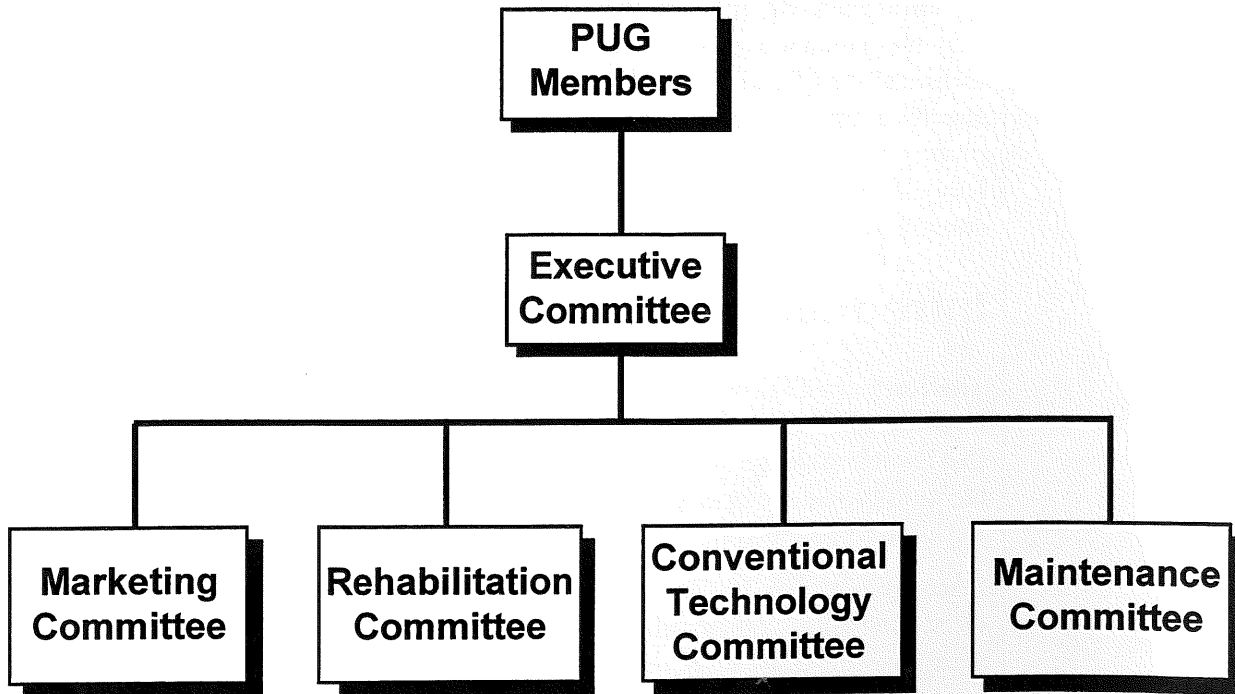 PUG
Members
Executive
Committee
Marketing
Committee
Rehabilitation
Committee
Conventional
Technology
Committee
Maintenance
Committee